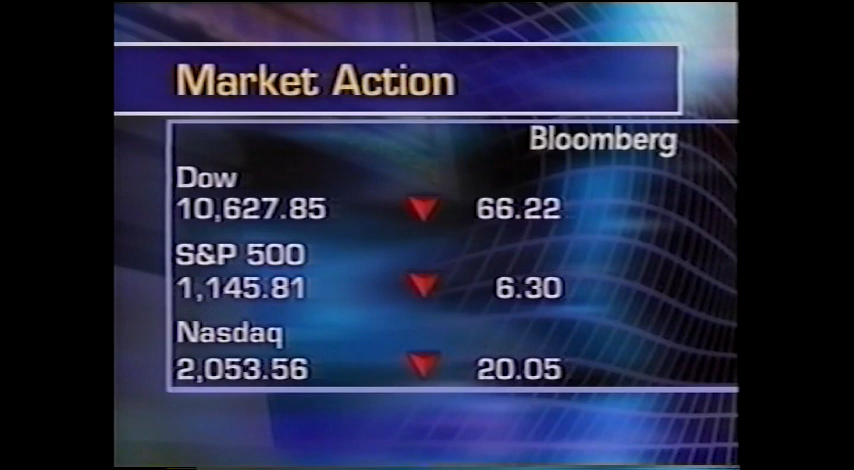 Market Action
Bloomberg
Dow
10,627.85 66.22
S&P 500
1,145.81 6.30
Nasdaq
2,053.56 20.05